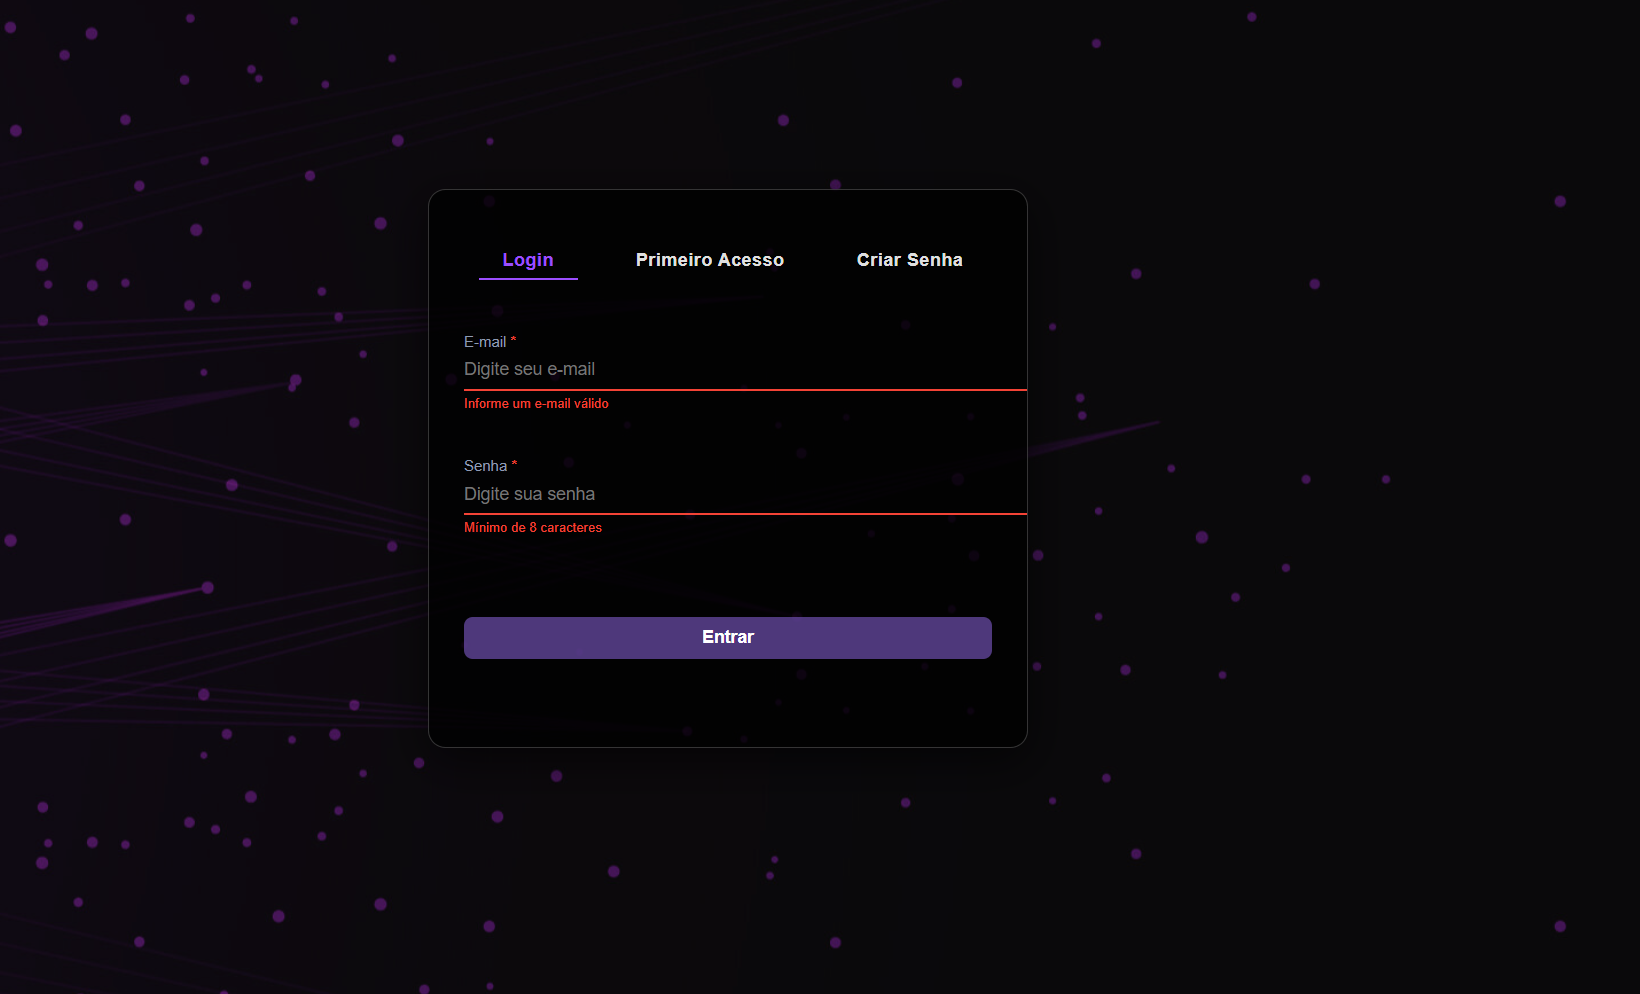 Login Primeiro Acesso Criar Senha
E-mail *
Digite seu e-mail
Informe um e-mail válido
Senha *
Digite sua senha
Mínimo de 8 caracteres
Entrar